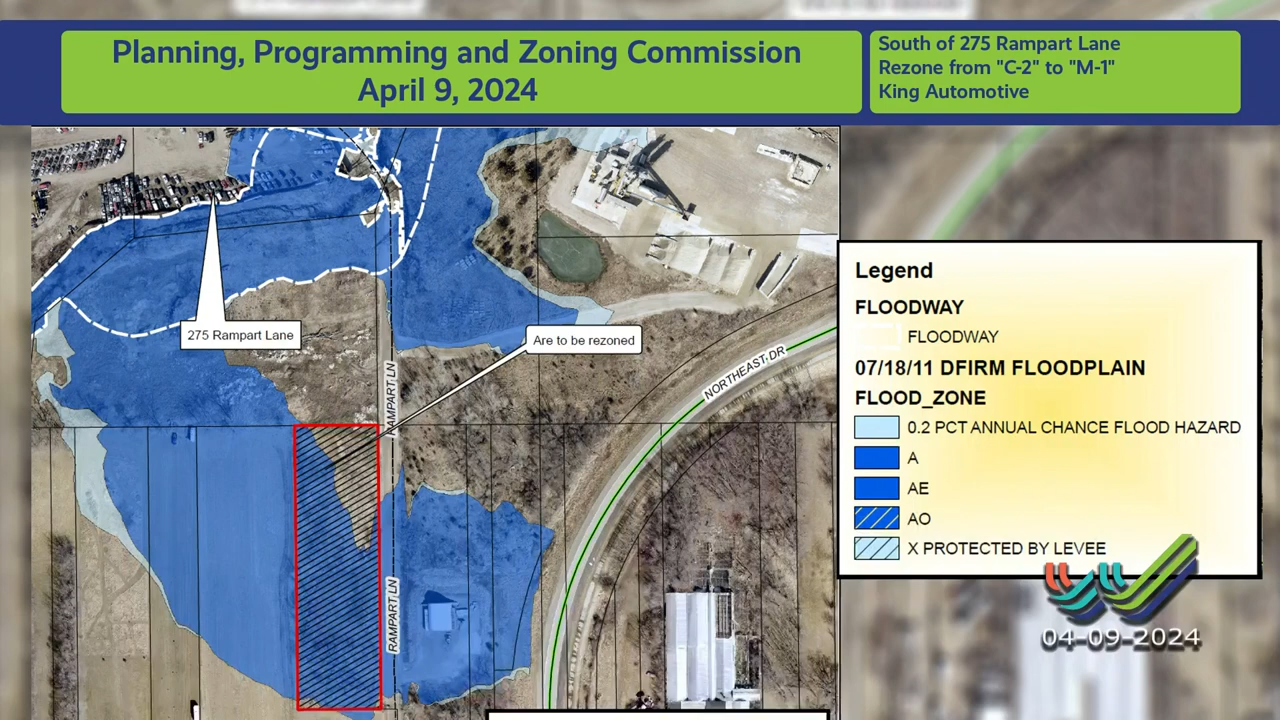 Planning, Programming and Zoning Commission
April 9, 2024
South of 275 Rampart Lane
Rezone from "C-2" to "M-1"
King Automotive
275 Rampart Lane
Are to be rezoned
RAMPART LN
NORTHEAST DR
RAMPART LN
Legend
FLOODWAY
FLOODWAY
07/18/11 DFIRM FLOODPLAIN
FLOOD_ZONE
0.2 PCT ANNUAL CHANCE FLOOD HAZARD
A
AE
AO
X PROTECTED BY LEVEE
04-09-2024